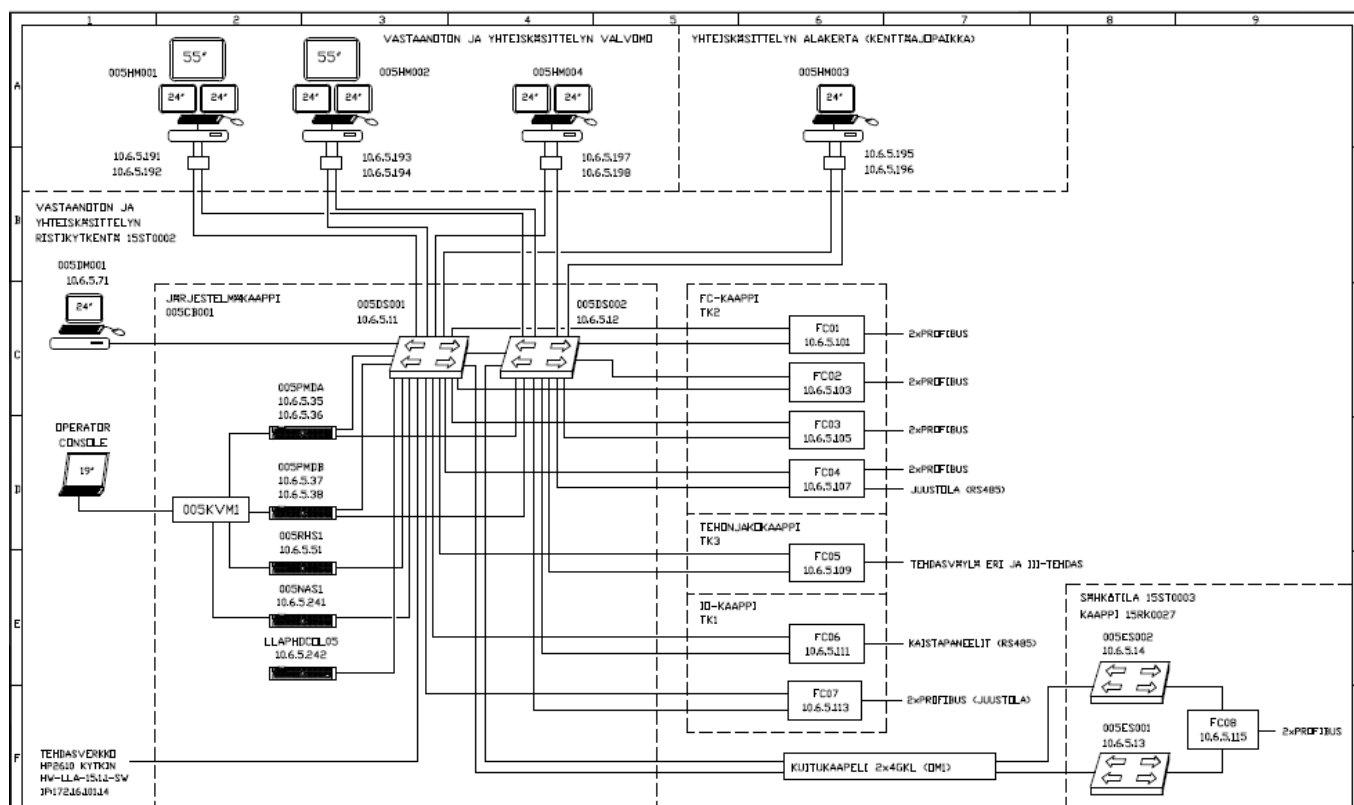 1 2 3 4 5 6 7 8 9
VASTAANOTON JA YHTEISKÄSITTELYN VALVOMO
YHTEISKÄSITTELYN ALAKERTA (KENTTÄAJOPAIKKA)
A
005HM001
55"
24" 24"
10.6.5.191
10.6.5.192
55"
005HM002
24" 24"
10.6.5.193
10.6.5.194
005HM004
24" 24"
10.6.5.197
10.6.5.198
005HM003
24"
10.6.5.195
10.6.5.196
B
VASTAANOTON JA
YHTEISKÄSITTELYN
RISTIKYTKENTÄ 15ST0002
005DM001
10.6.5.71
24"
C
JÄRJESTELMÄKAAPPI
005CB001
005DS001
10.6.5.11
005DS002
10.6.5.12
FC-KAAPPI
TK2
FC01
10.6.5.101
2xPROFIBUS
FC02
10.6.5.103
2xPROFIBUS
005PMDA
10.6.5.35
10.6.5.36
FC03
10.6.5.105
2xPROFIBUS
OPERATOR
CONSOLE
19"
D
005PMDB
10.6.5.37
10.6.5.38
FC04
10.6.5.107
2xPROFIBUS
JUUSTOLA (RS485)
005KVM1
005RHS1
10.6.5.51
TEHONJAKOKAAPPI
TK3
FC05
10.6.5.109
TEHDASVÄYLÄ ERI JA III-TEHDAS
005NAS1
10.6.5.241
E
IO-KAAPPI
TK1
FC06
10.6.5.111
KAISTAPANEELIT (RS485)
LLAPHDCOL05
10.6.5.242
FC07
10.6.5.113
2xPROFIBUS (JUUSTOLA)
SÄHKÖTILA 15ST0003
KAAPPI 15RK0027
005ES002
10.6.5.14
005ES001
10.6.5.13
FC08
10.6.5.115
2xPROFIBUS
F
TEHDASVERKKO
HP2610 KYTKIN
HW-LLA-15.1.1-SW
IP:172.16.101.14
KUITUKAAPELI 2x4GKL (OM1)